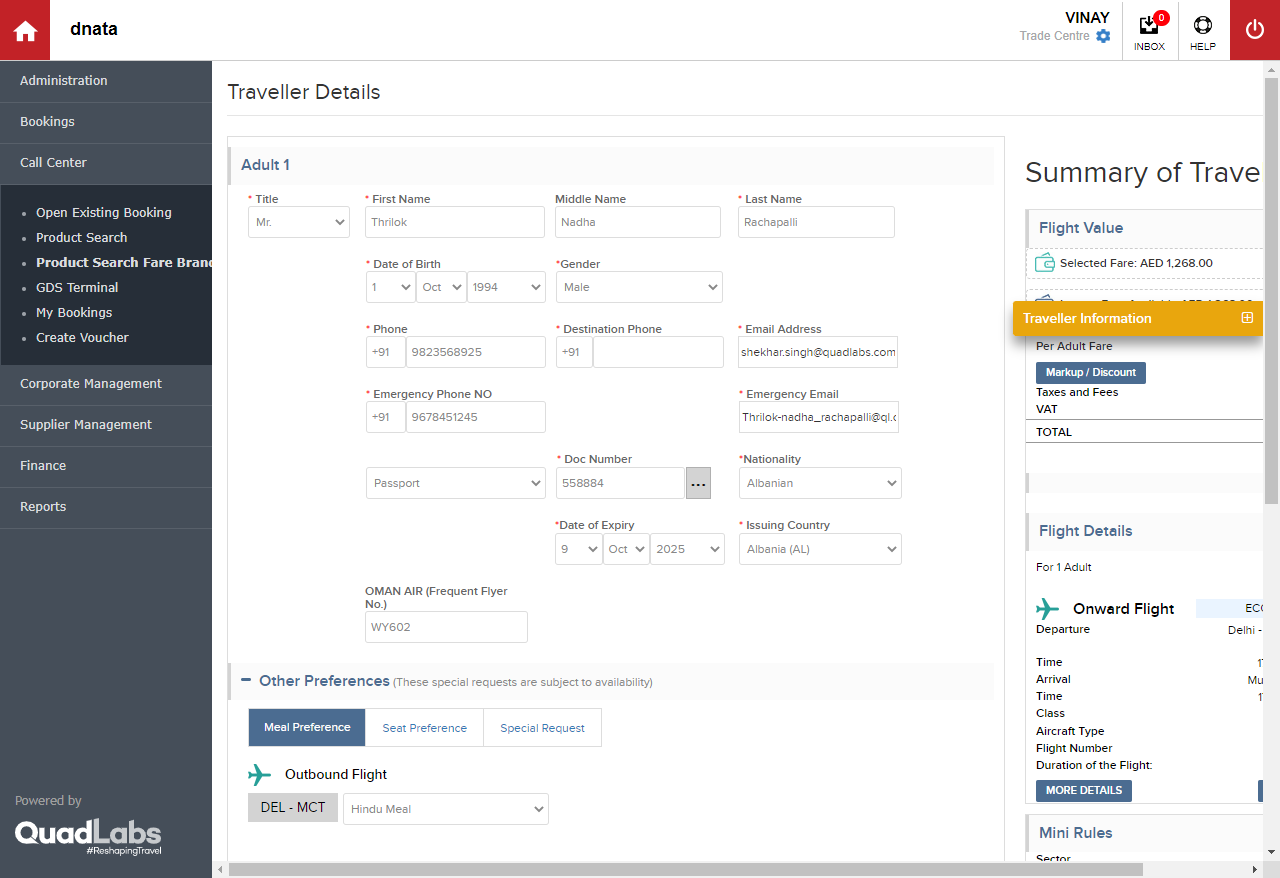 dnata
VINAY
Trade Centre
0
INBOX
HELP
Administration
Bookings
Call Center
Open Existing Booking
Product Search
Product Search Fare Bran
GDS Terminal
My Bookings
Create Voucher
Corporate Management
Supplier Management
Finance
Reports
Powered by
QuadLabs
#ReshapingTravel
Traveller Details
Adult 1
* Title
* First Name
Middle Name
* Last Name
Mr.
Thrilok
Nadha
Rachapalli
* Date of Birth
*Gender
1
Oct
1994
Male
* Phone
* Destination Phone
* Email Address
+91
9823568925
+91
shekhar.singh@quadlabs.com
* Emergency Phone NO
* Emergency Email
+91
9678451245
Thrilok-nadha_rachapalli@ql.c
* Doc Number
*Nationality
Passport
558884
...
Albanian
*Date of Expiry
* Issuing Country
9
Oct
2025
Albania (AL)
OMAN AIR (Frequent Flyer
No.)
WY602
Other Preferences (These special requests are subject to availability)
Meal Preference
Seat Preference
Special Request
Outbound Flight
DEL - MCT
Hindu Meal
Summary of Trave
Flight Value
Selected Fare: AED 1,268.00
Traveller Information
Per Adult Fare
Markup / Discount
Taxes and Fees
VAT
TOTAL
Flight Details
For 1 Adult
Onward Flight
ECO
Departure
Delhi -
Time
Arrival
Mu
Time
Class
Aircraft Type
Flight Number
Duration of the Flight:
MORE DETAILS
Mini Rules
Sector